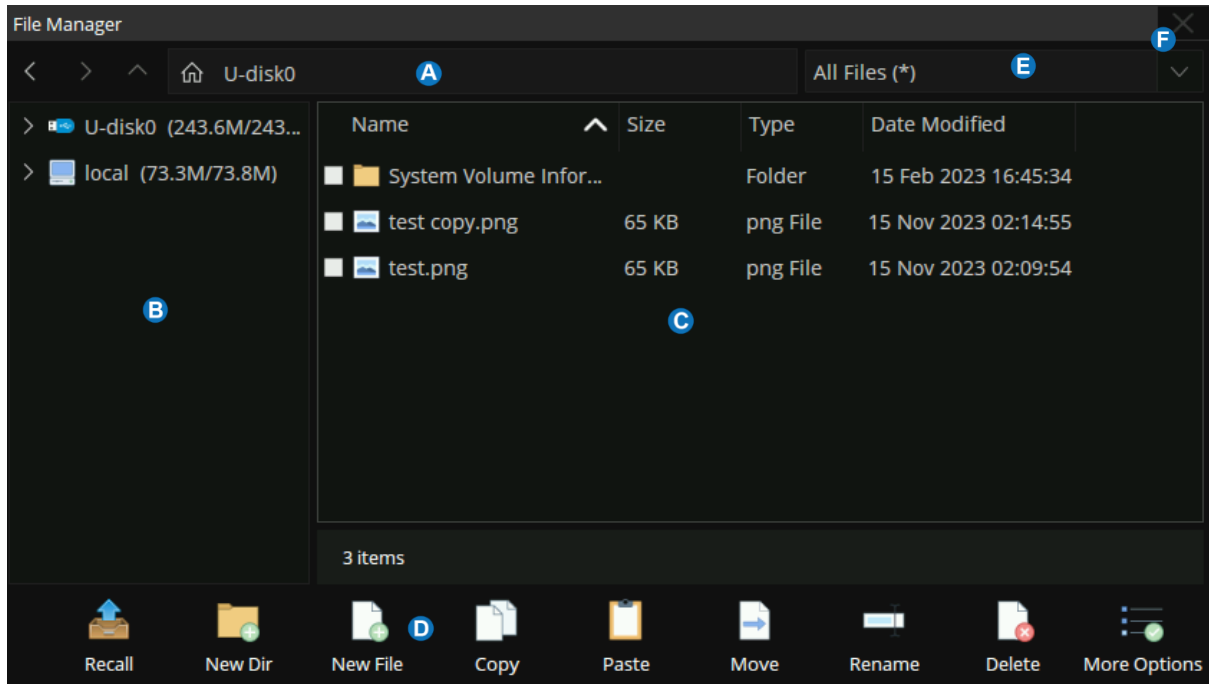 File Manager
F
U-disk0 A All Files (*) E
U-disk0 (243.6M/243... Name Size Type Date Modified
local (73.3M/73.8M) System Volume Infor... Folder 15 Feb 2023 16:45:34
test copy.png 65 KB png File 15 Nov 2023 02:14:55
test.png 65 KB png File 15 Nov 2023 02:09:54
B C
3 items
D
Recall New Dir New File Copy Paste Move Rename Delete More Options